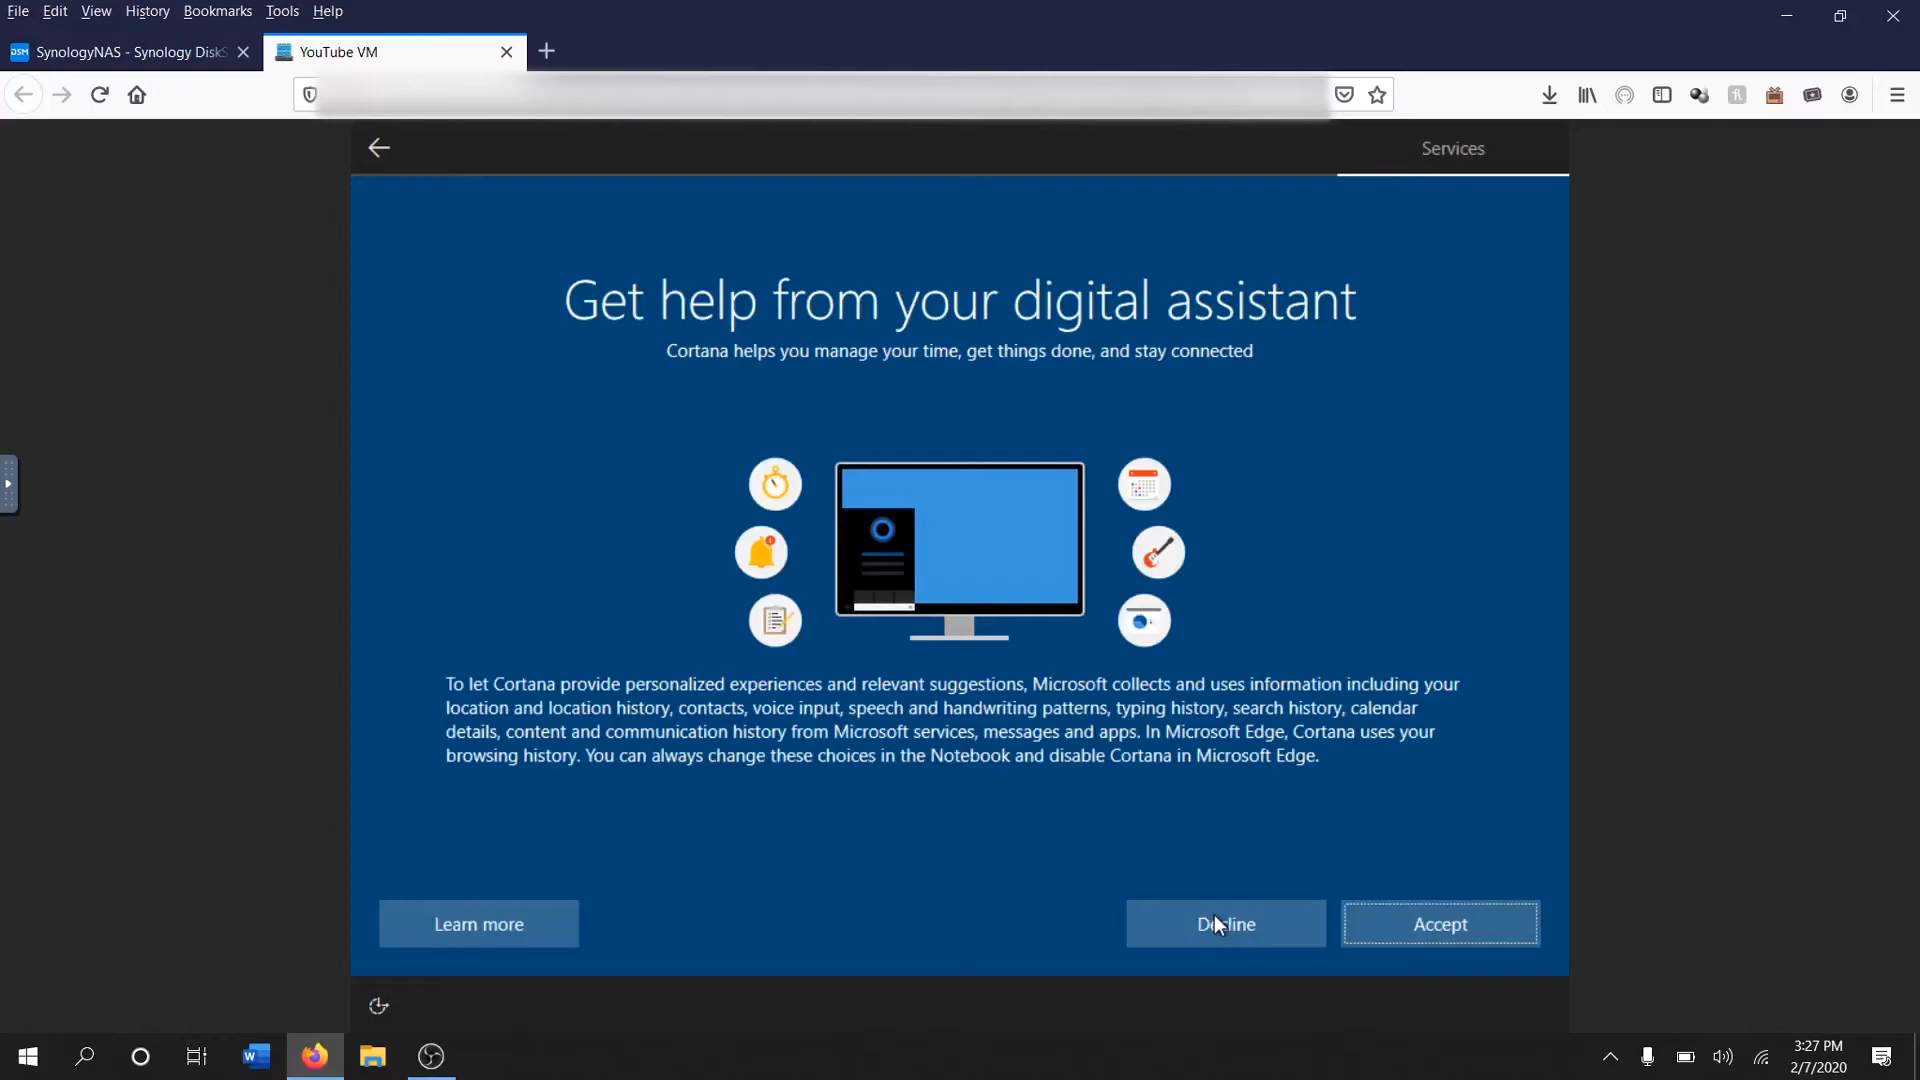 File Edit View History Bookmarks Tools Help
SynologyNAS - Synology DiskS
YouTube VM
Services
Get help from your digital assistant
Cortana helps you manage your time, get things done, and stay connected
To let Cortana provide personalized experiences and relevant suggestions, Microsoft collects and uses information including your
location and location history, contacts, voice input, speech and handwriting patterns, typing history, search history, calendar
details, content and communication history from Microsoft services, messages and apps. In Microsoft Edge, Cortana uses your
browsing history. You can always change these choices in the Notebook and disable Cortana in Microsoft Edge.
Learn more
Decline
Accept
3:27 PM
2/7/2020